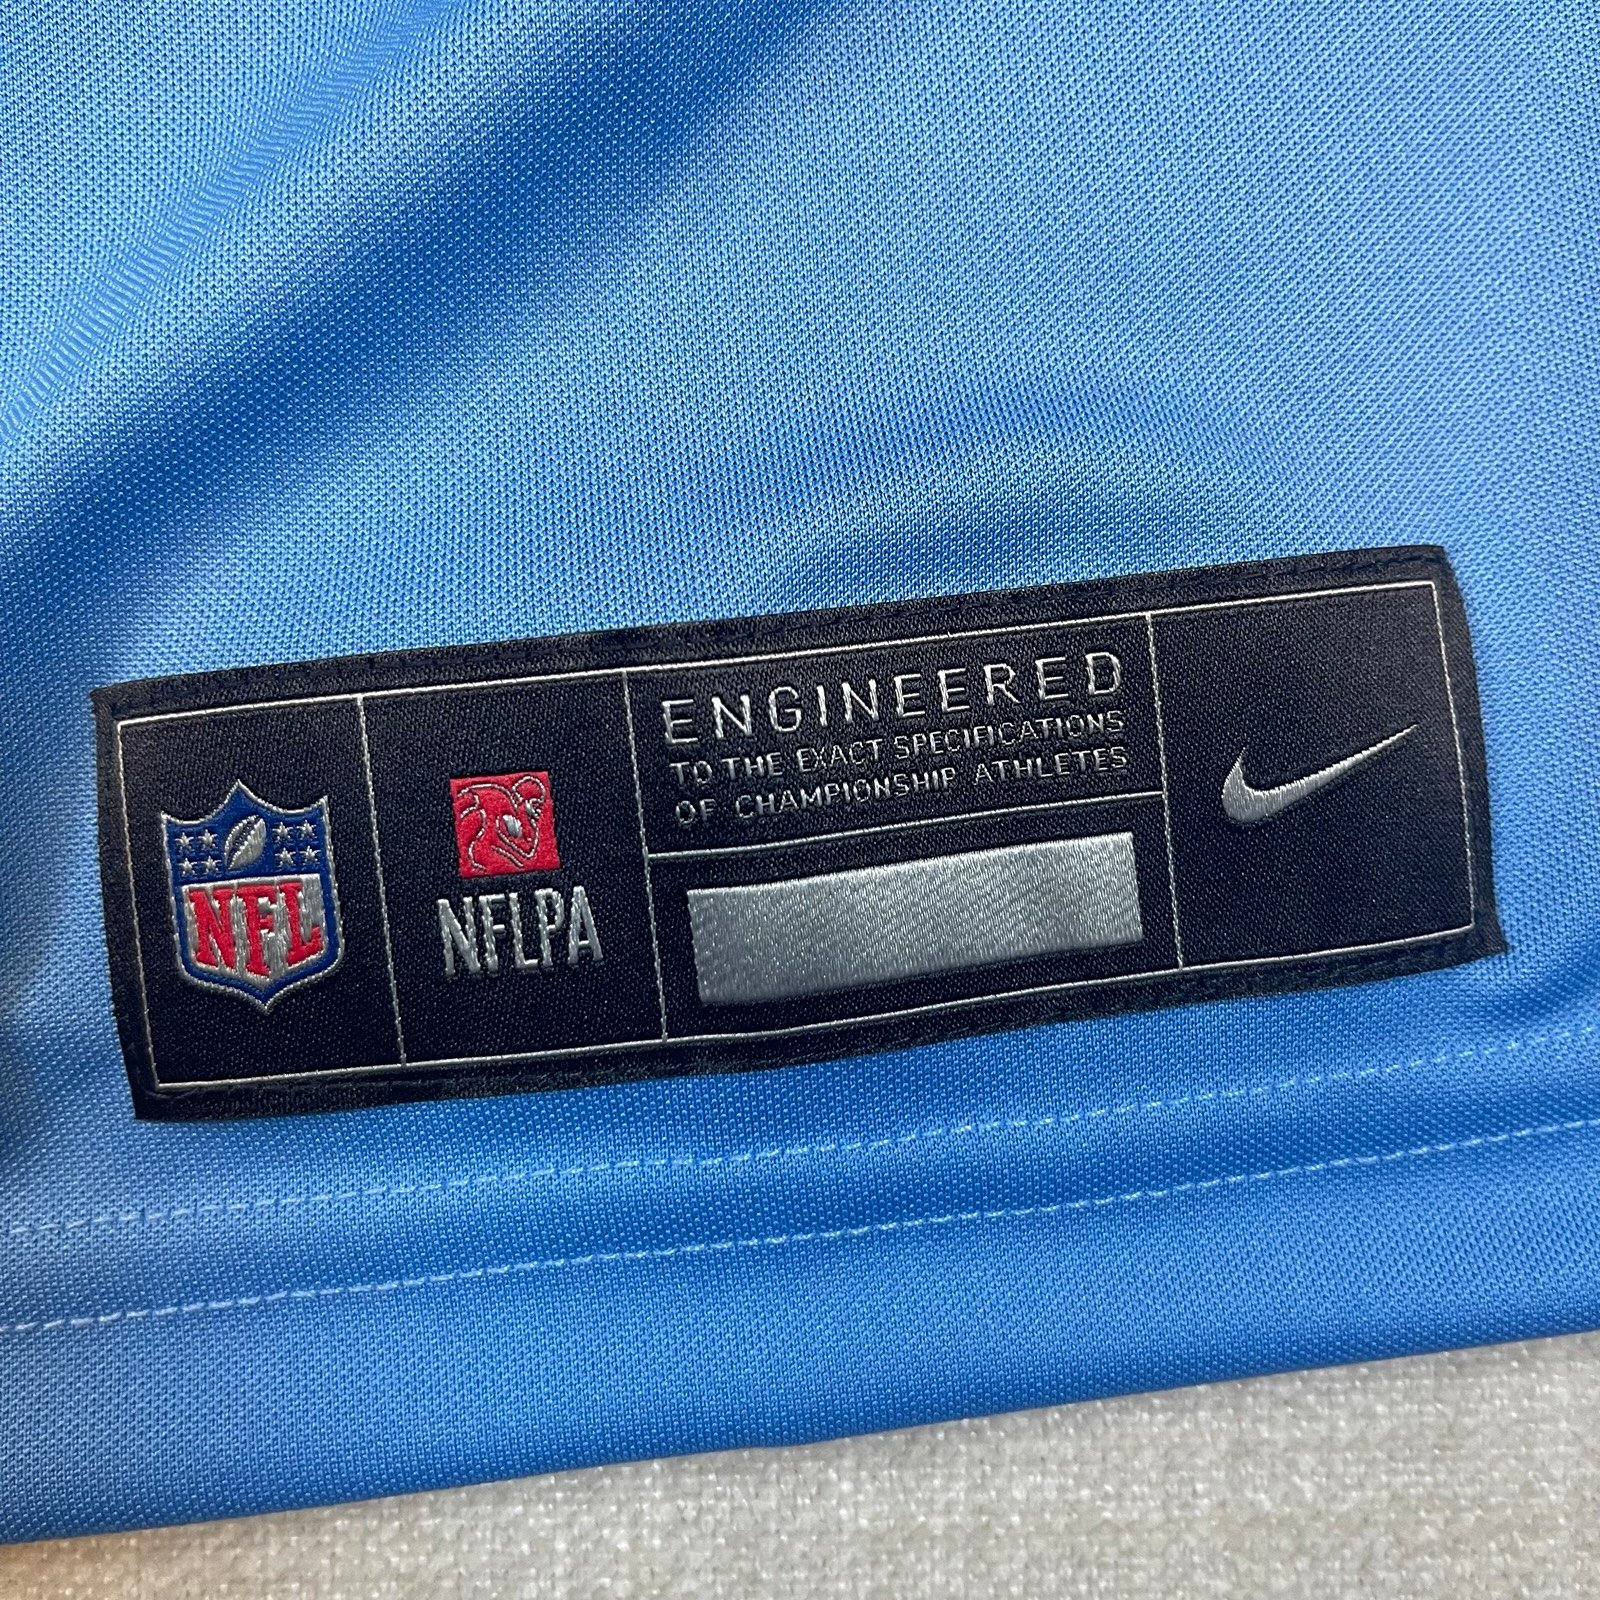 NFL
NFLPA
ENGINEERED
TO THE EXACT SPECIFICATIONS
OF CHAMPIONSHIP ATHLETES